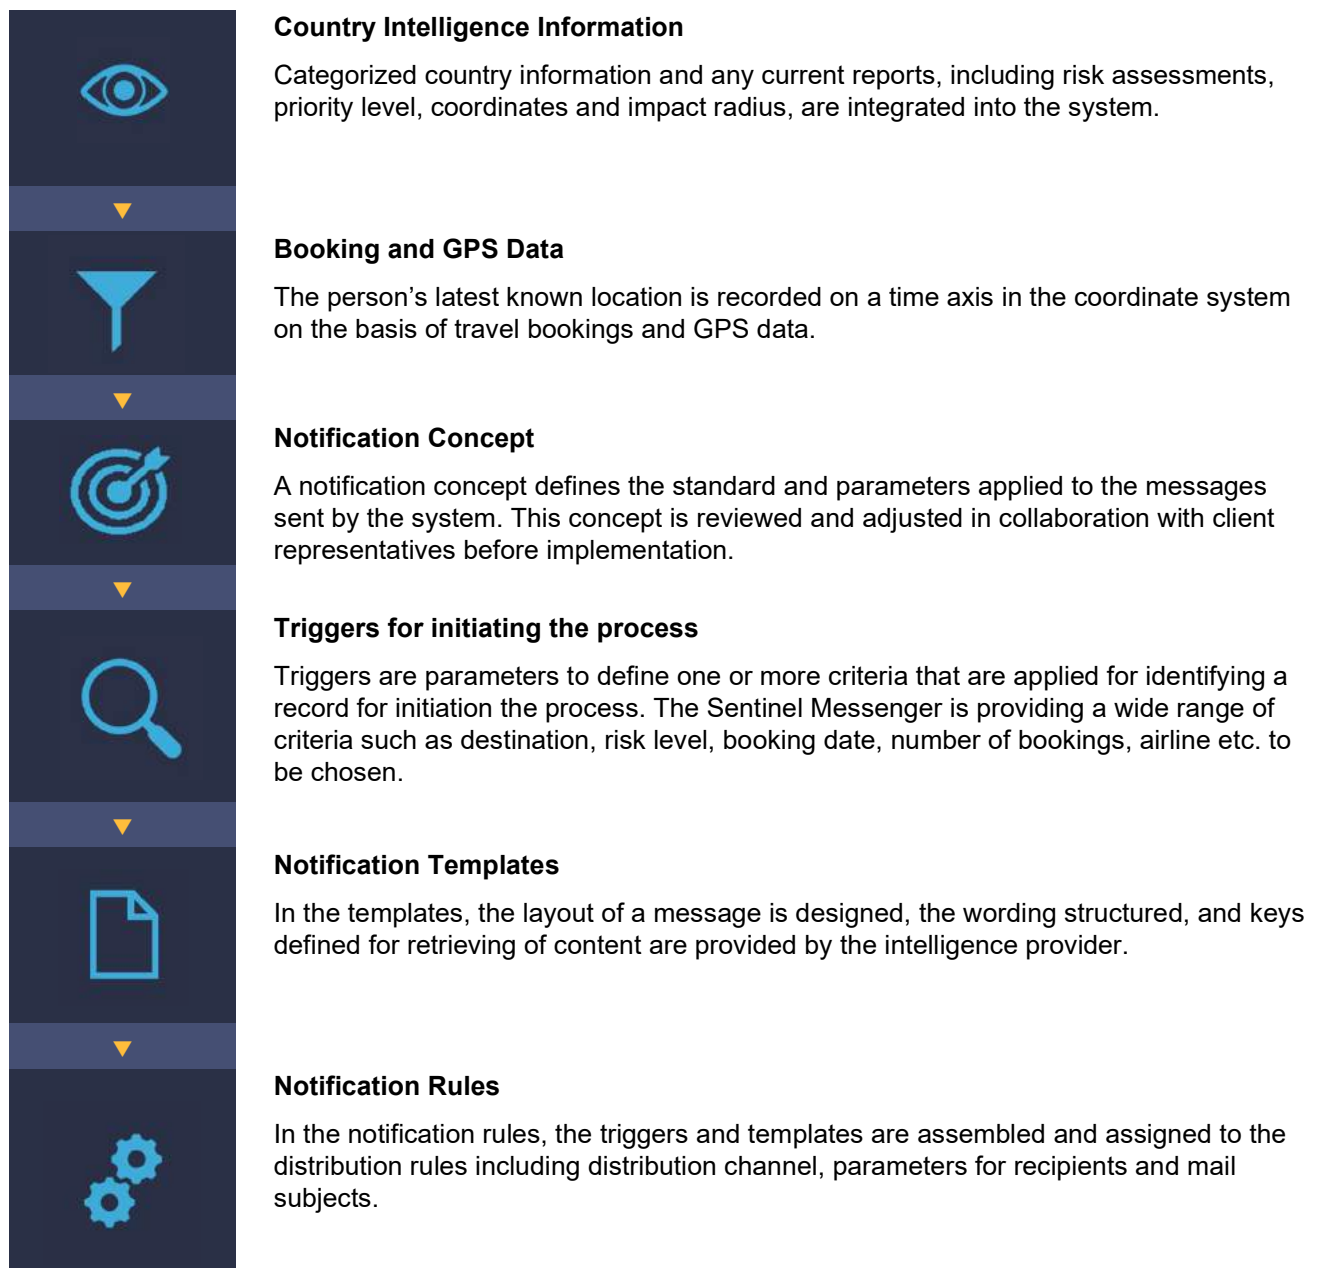 Country Intelligence Information
Categorized country information and any current reports, including risk assessments,
priority level, coordinates and impact radius, are integrated into the system.
Booking and GPS Data
The person’s latest known location is recorded on a time axis in the coordinate system
on the basis of travel bookings and GPS data.
Notification Concept
A notification concept defines the standard and parameters applied to the messages
sent by the system. This concept is reviewed and adjusted in collaboration with client
representatives before implementation.
Triggers for initiating the process
Triggers are parameters to define one or more criteria that are applied for identifying a
record for initiation the process. The Sentinel Messenger is providing a wide range of
criteria such as destination, risk level, booking date, number of bookings, airline etc. to
be chosen.
Notification Templates
In the templates, the layout of a message is designed, the wording structured, and keys
defined for retrieving of content are provided by the intelligence provider.
Notification Rules
In the notification rules, the triggers and templates are assembled and assigned to the
distribution rules including distribution channel, parameters for recipients and mail
subjects.